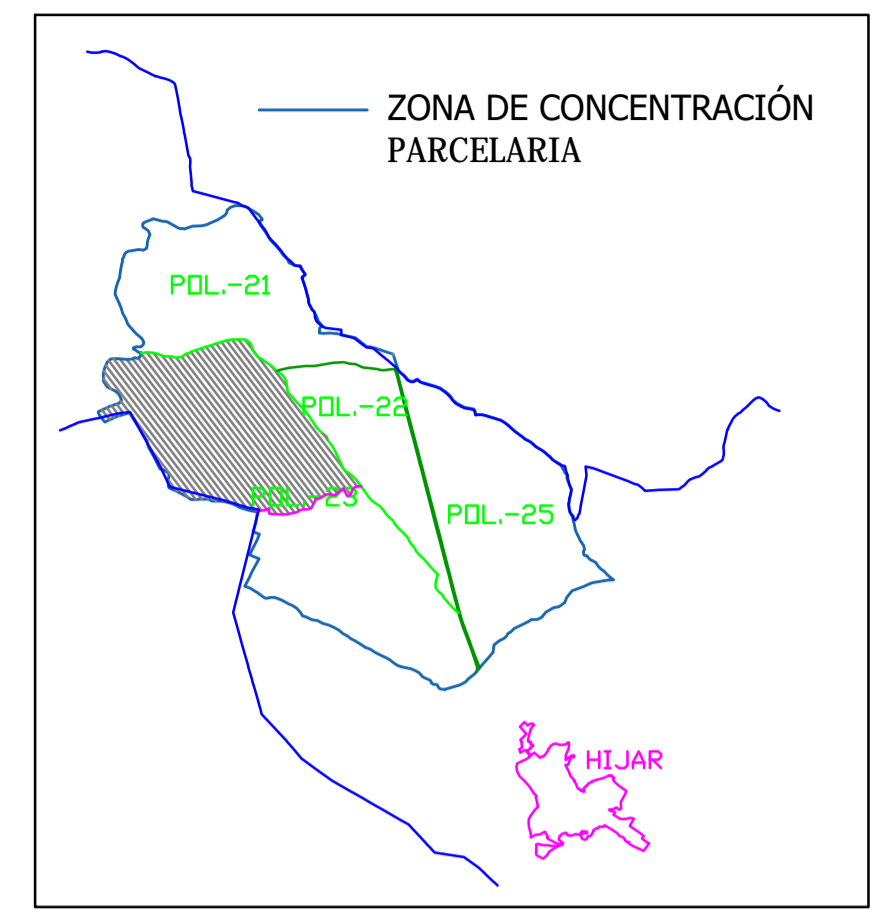 ZONA DE CONCENTRACIÓN
PARCELARIA
POL.-21
POL.-22
POL.-23
POL.-25
HIJAR